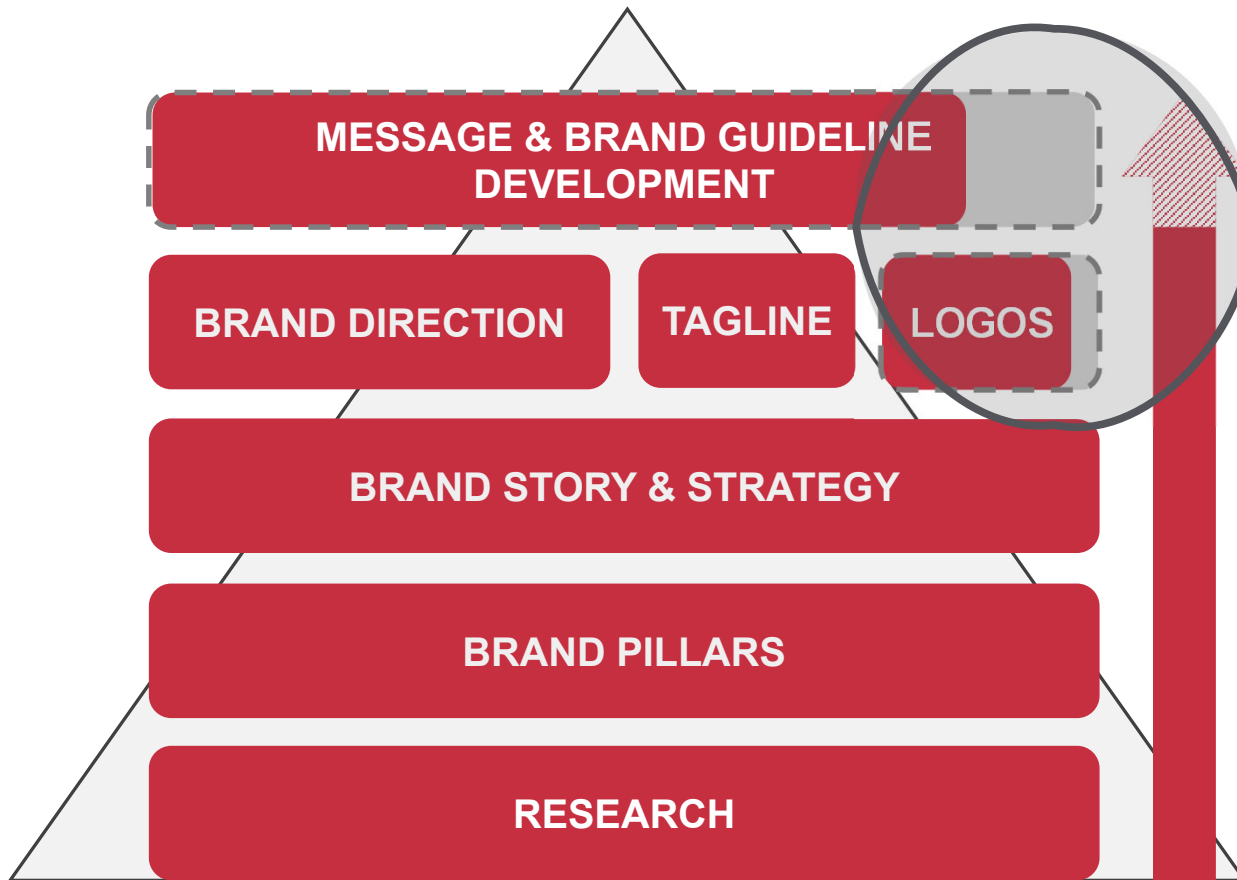 MESSAGE & BRAND GUIDELINE
DEVELOPMENT
BRAND DIRECTION
TAGLINE
LOGOS
BRAND STORY & STRATEGY
BRAND PILLARS
RESEARCH